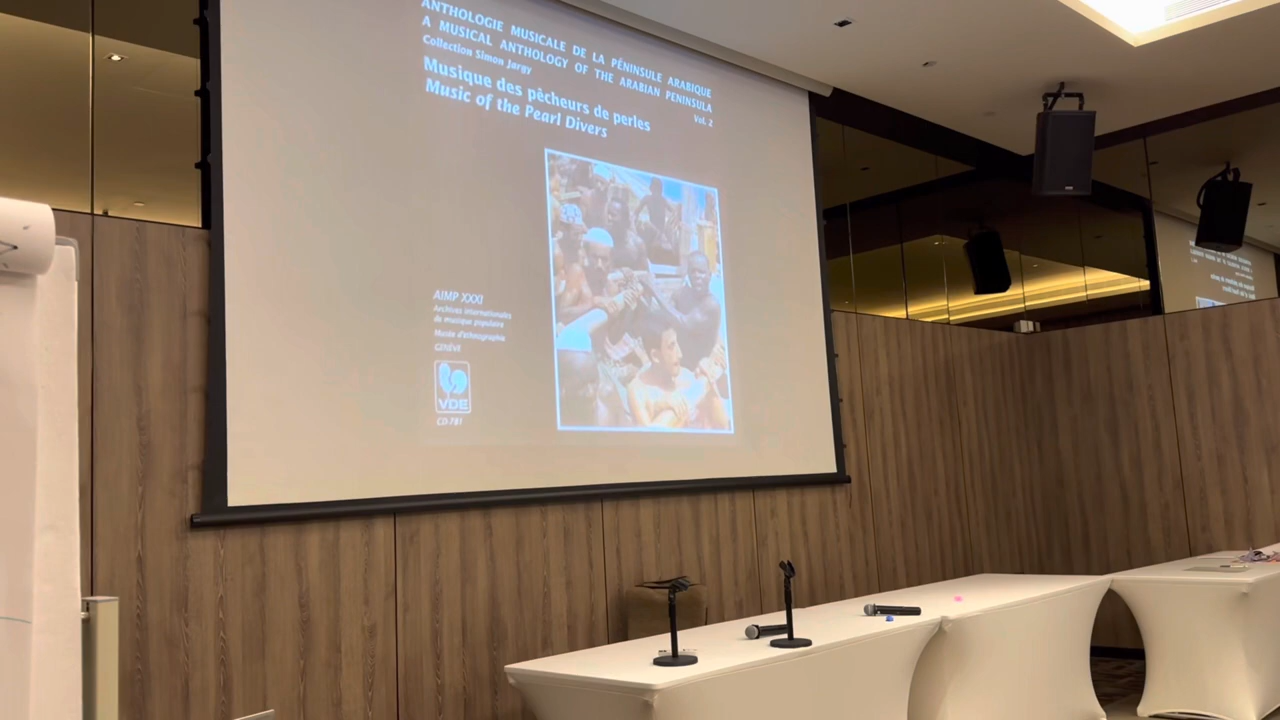 ANTHOLOGIE MUSICALE DE LA PÉNINSULE ARABIQUE
A MUSICAL ANTHOLOGY OF THE ARABIAN PENINSULA
Collection Simon Jargy
Vol. 2
Musique des pêcheurs de perles
Music of the Pearl Divers
AIMP XXXI
Archives internationales
de musique populaire
Musée d'ethnographie
GENÈVE
VDE
CD-781